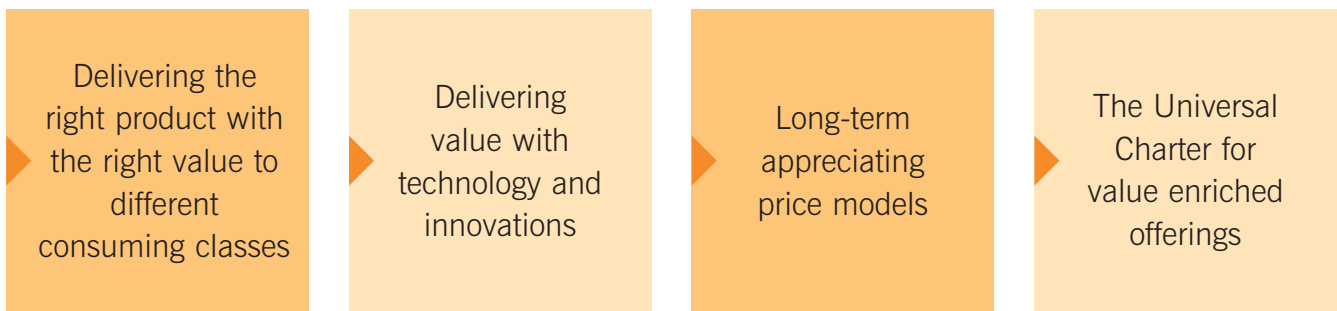 Delivering the
right product with
the right value to
different
consuming classes
Delivering
value with
technology and
innovations
Long-term
appreciating
price models
The Universal
Charter for
value enriched
offerings